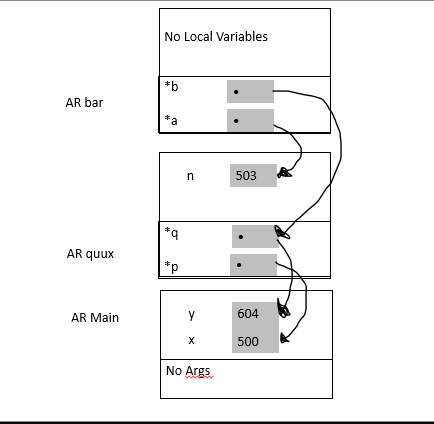 No Local Variables
*b
AR bar
*a
n 503
*q
AR quux
*p
AR Main
y 604
x 500
No Args